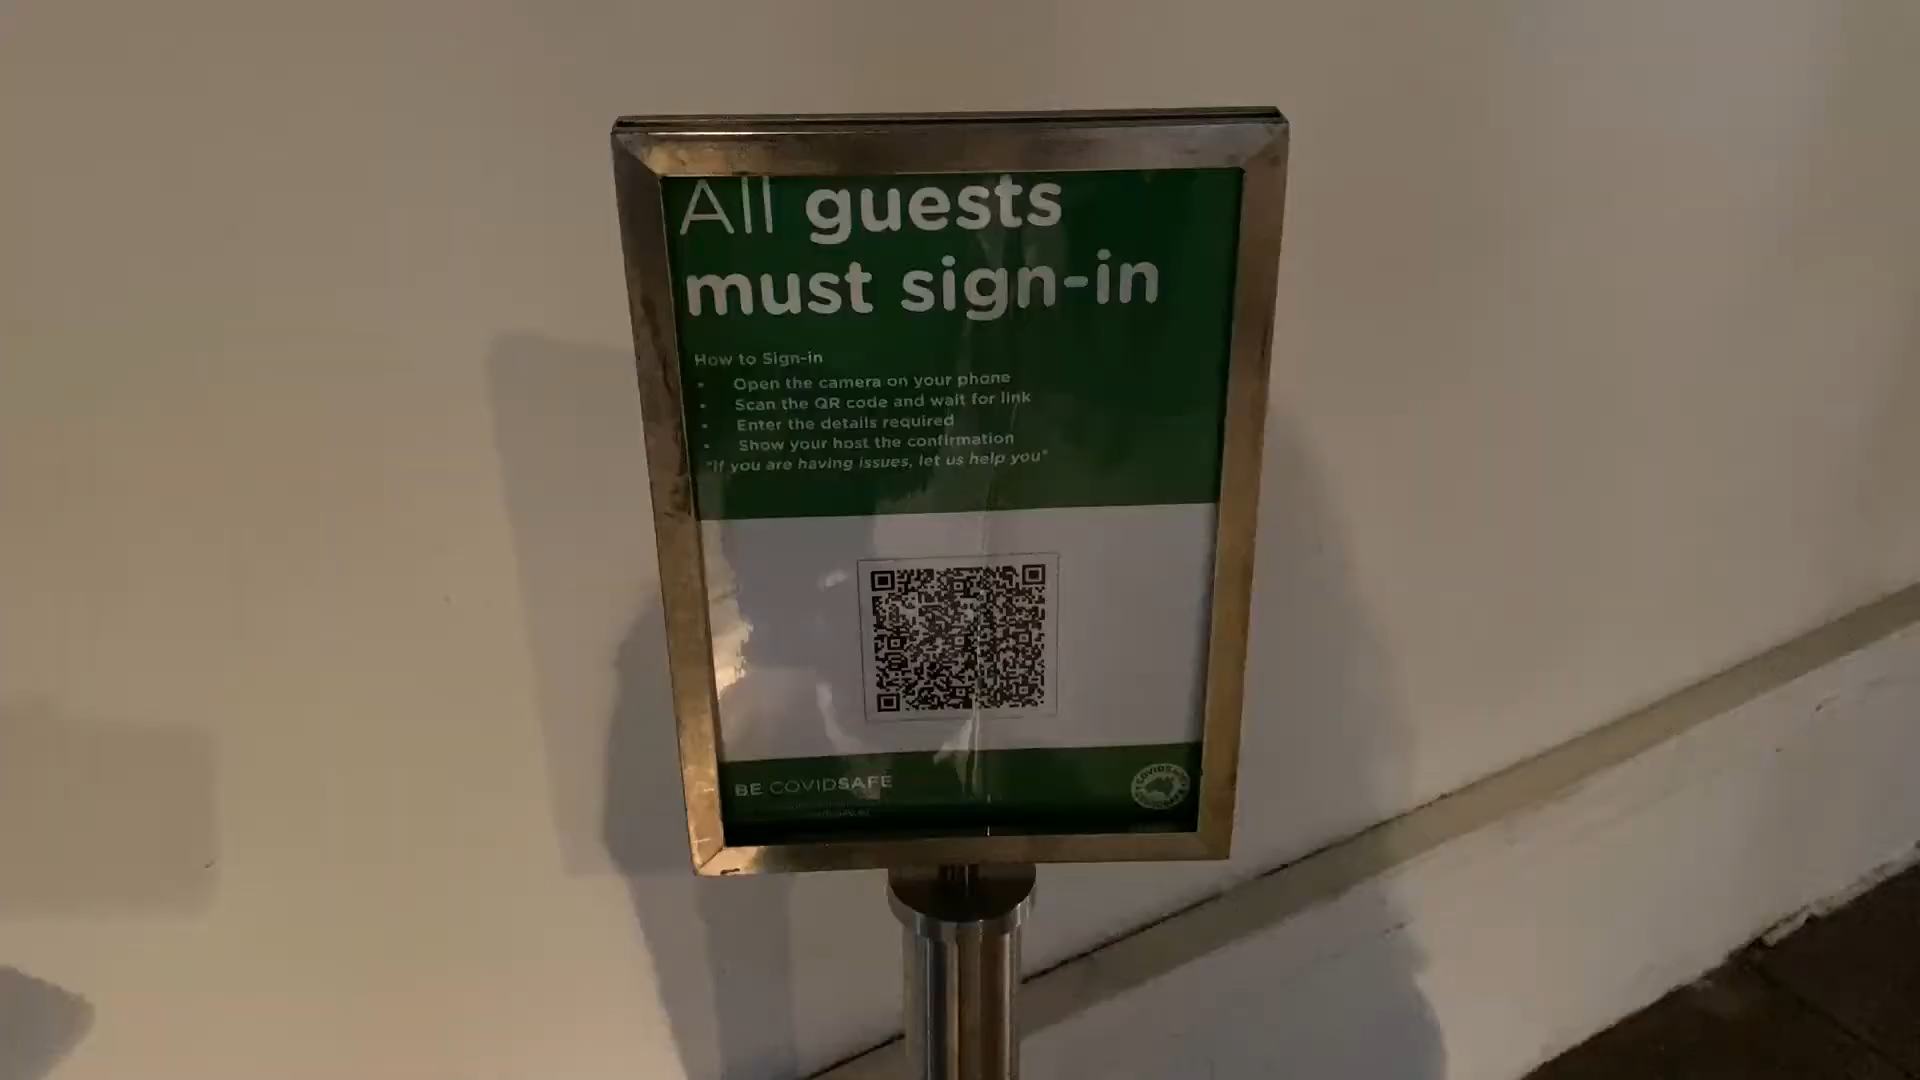 All guests
must sign-in
How to Sign-in
• Open the camera on your phone
• Scan the QR code and wait for link
• Enter the details required
• Show your host the confirmation
"If you are having issues, let us help you"
BE COVIDSAFE